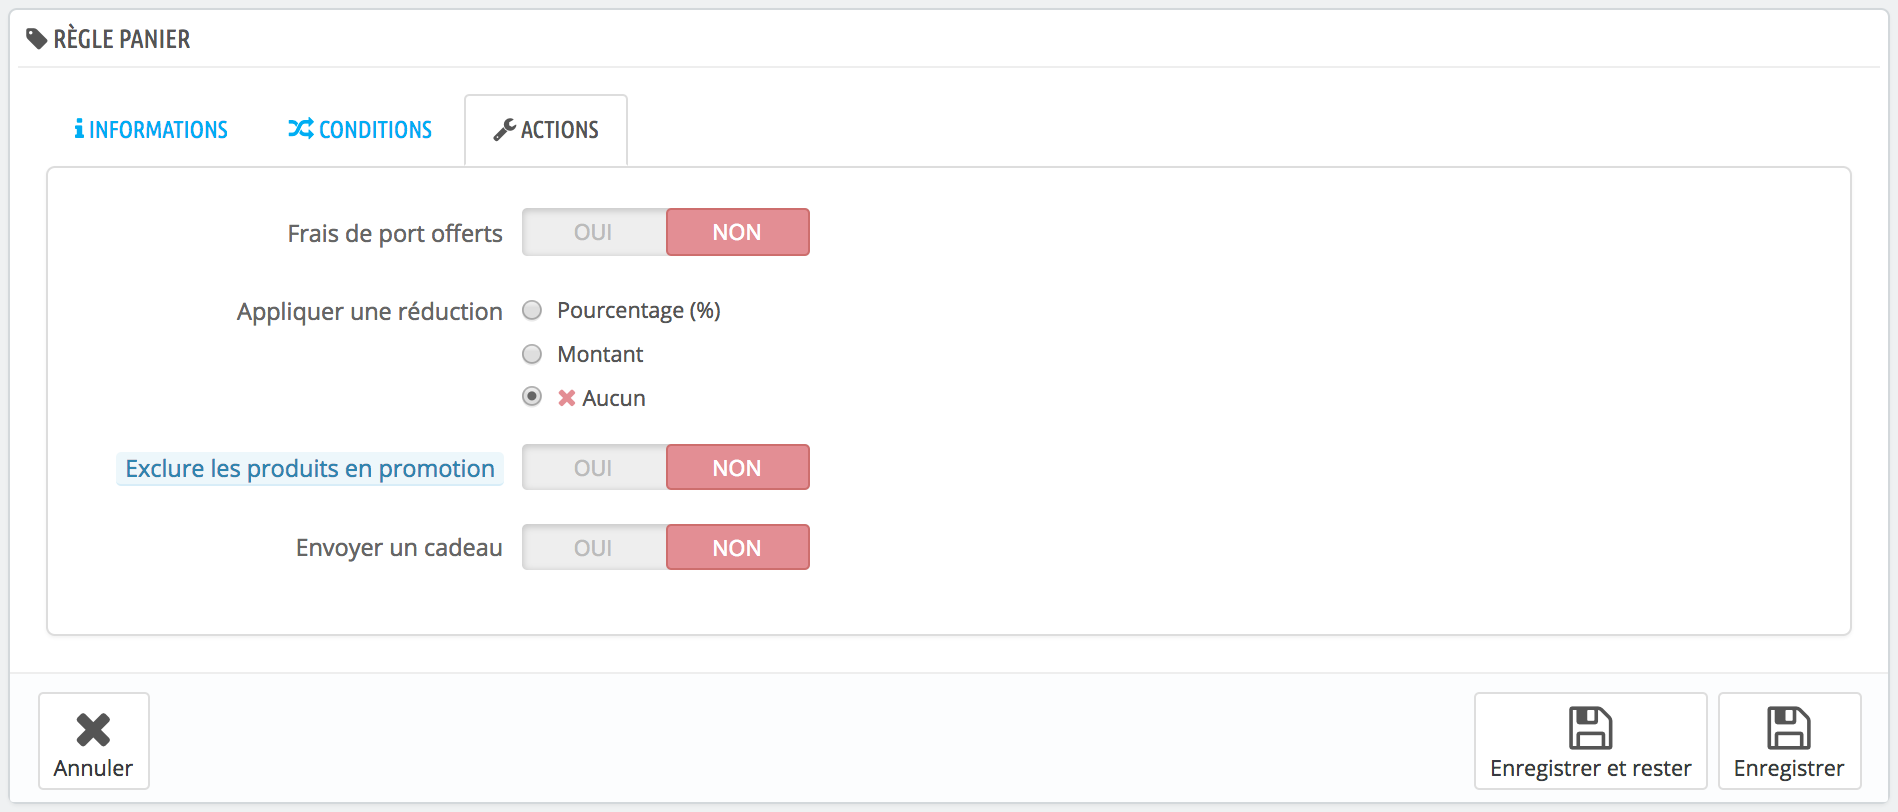 RÈGLE PANIER
INFORMATIONS CONDITIONS ACTIONS
Frais de port offerts OUI NON
Appliquer une réduction Pourcentage (%)
Montant
Aucun
Exclure les produits en promotion OUI NON
Envoyer un cadeau OUI NON
Annuler Enregistrer et rester Enregistrer